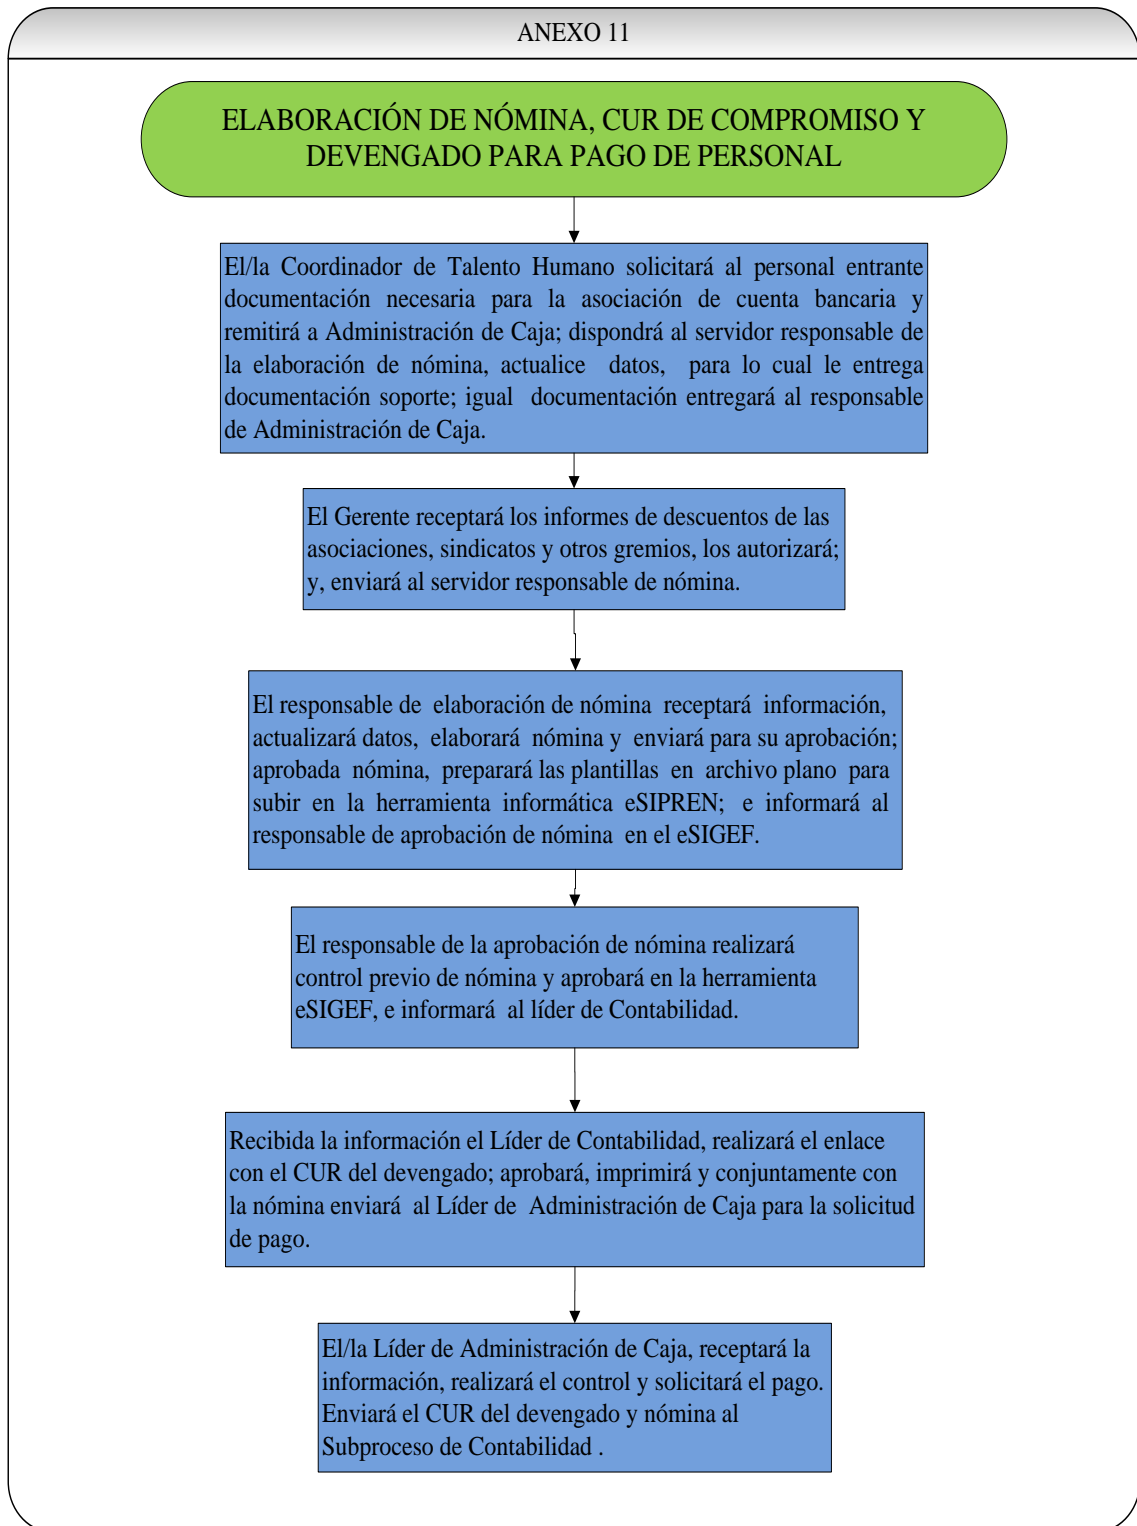 ANEXO 11
ELABORACIÓN DE NÓMINA, CUR DE COMPROMISO Y
DEVENGADO PARA PAGO DE PERSONAL
El/la Coordinador de Talento Humano solicitará al personal entrante
documentación necesaria para la asociación de cuenta bancaria y
remitirá a Administración de Caja; dispondrá al servidor responsable de
la elaboración de nómina, actualice datos, para lo cual le entrega
documentación soporte; igual documentación entregará al responsable
de Administración de Caja.
El Gerente receptará los informes de descuentos de las
asociaciones, sindicatos y otros gremios, los autorizará;
y, enviará al servidor responsable de nómina.
El responsable de elaboración de nómina receptará información,
actualizará datos, elaborará nómina y enviará para su aprobación;
aprobada nómina, preparará las plantillas en archivo plano para
subir en la herramienta informática eSIPREN; e informará al
responsable de aprobación de nómina en el eSIGEF.
El responsable de la aprobación de nómina realizará
control previo de nómina y aprobará en la herramienta
eSIGEF, e informará al líder de Contabilidad.
Recibida la información el Líder de Contabilidad, realizará el enlace
con el CUR del devengado; aprobará, imprimirá y conjuntamente con
la nómina enviará al Líder de Administración de Caja para la solicitud
de pago.
El/la Líder de Administración de Caja, receptará la
información, realizará el control y solicitará el pago.
Enviará el CUR del devengado y nómina al
Subproceso de Contabilidad .